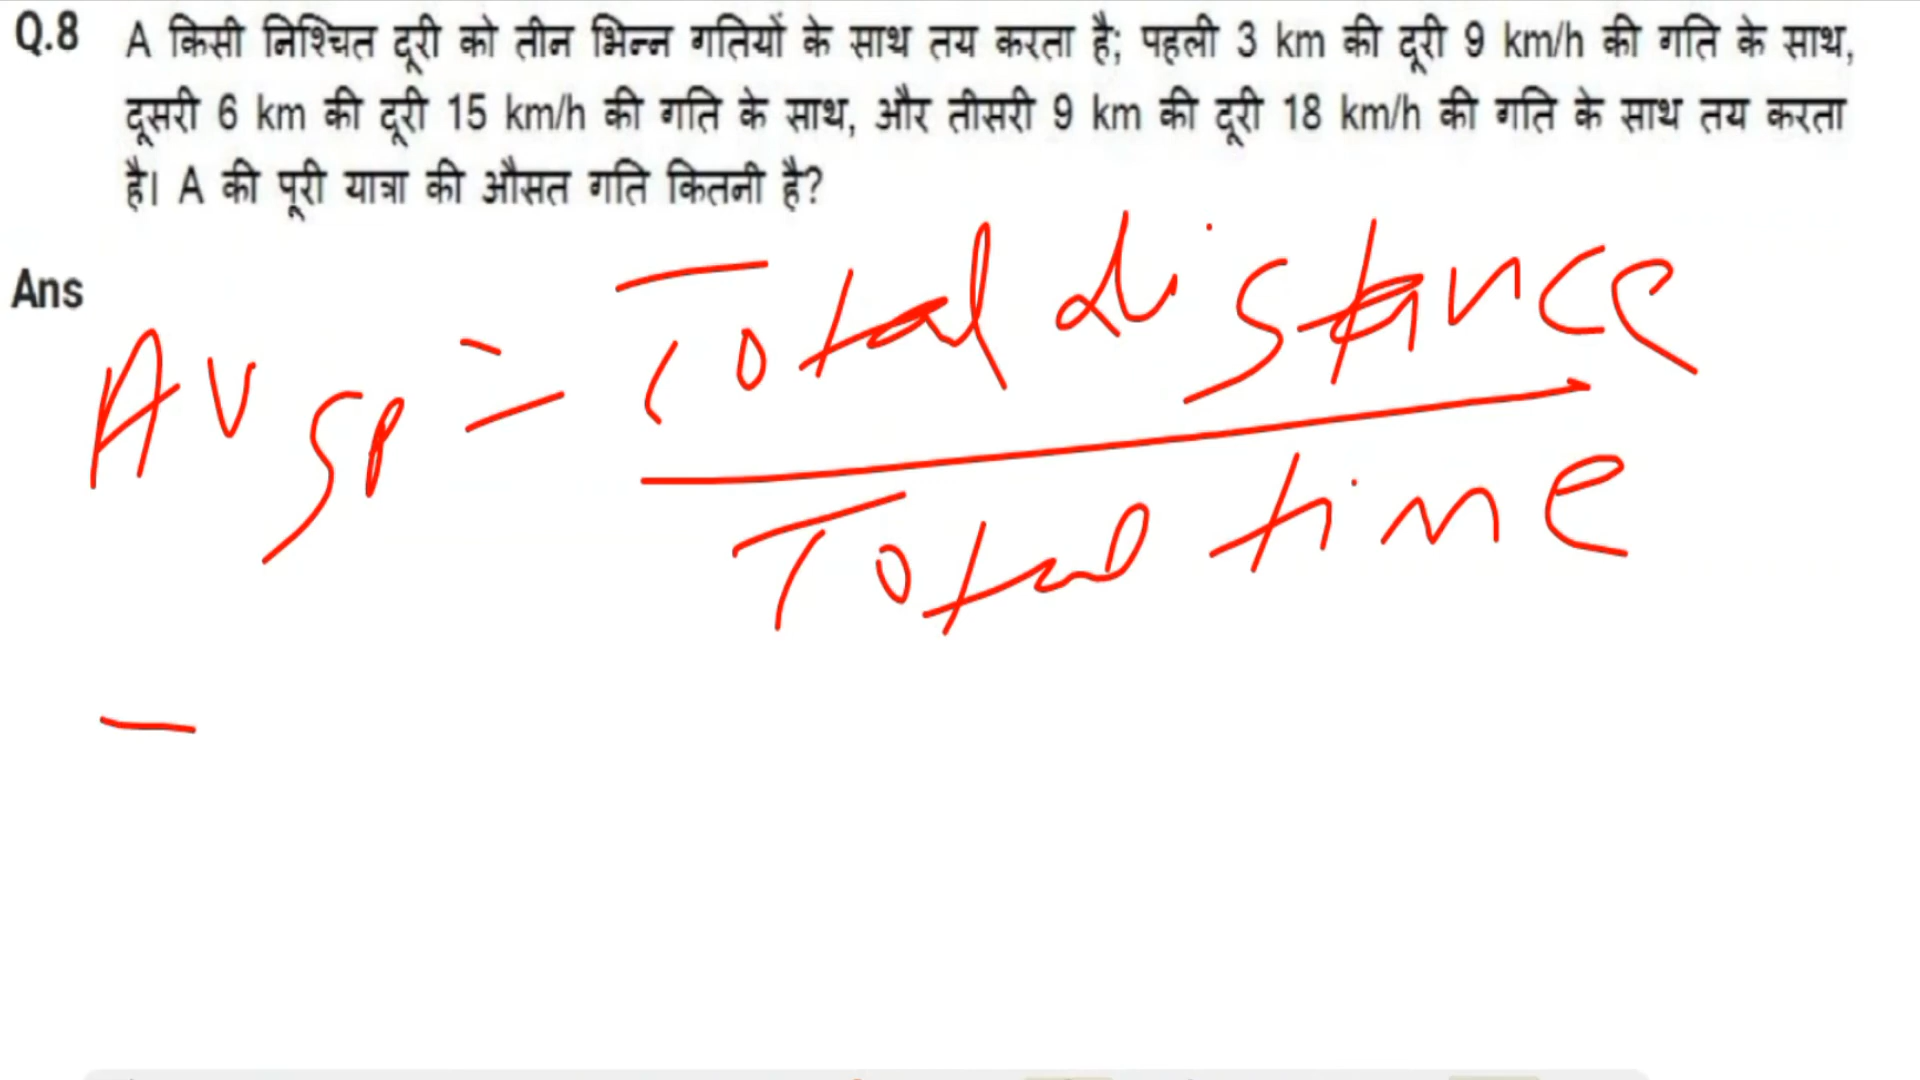 Q.8 A किसी निश्चित दूरी को तीन भिन्न गतियों के साथ तय करता है; पहली 3 km की दूरी 9 km/h की गति के साथ,
दूसरी 6 km की दूरी 15 km/h की गति के साथ, और तीसरी 9 km की दूरी 18 km/h की गति के साथ तय करता
है। A की पूरी यात्रा की औसत गति कितनी है?
Ans
Av sp = Total distance
Total time